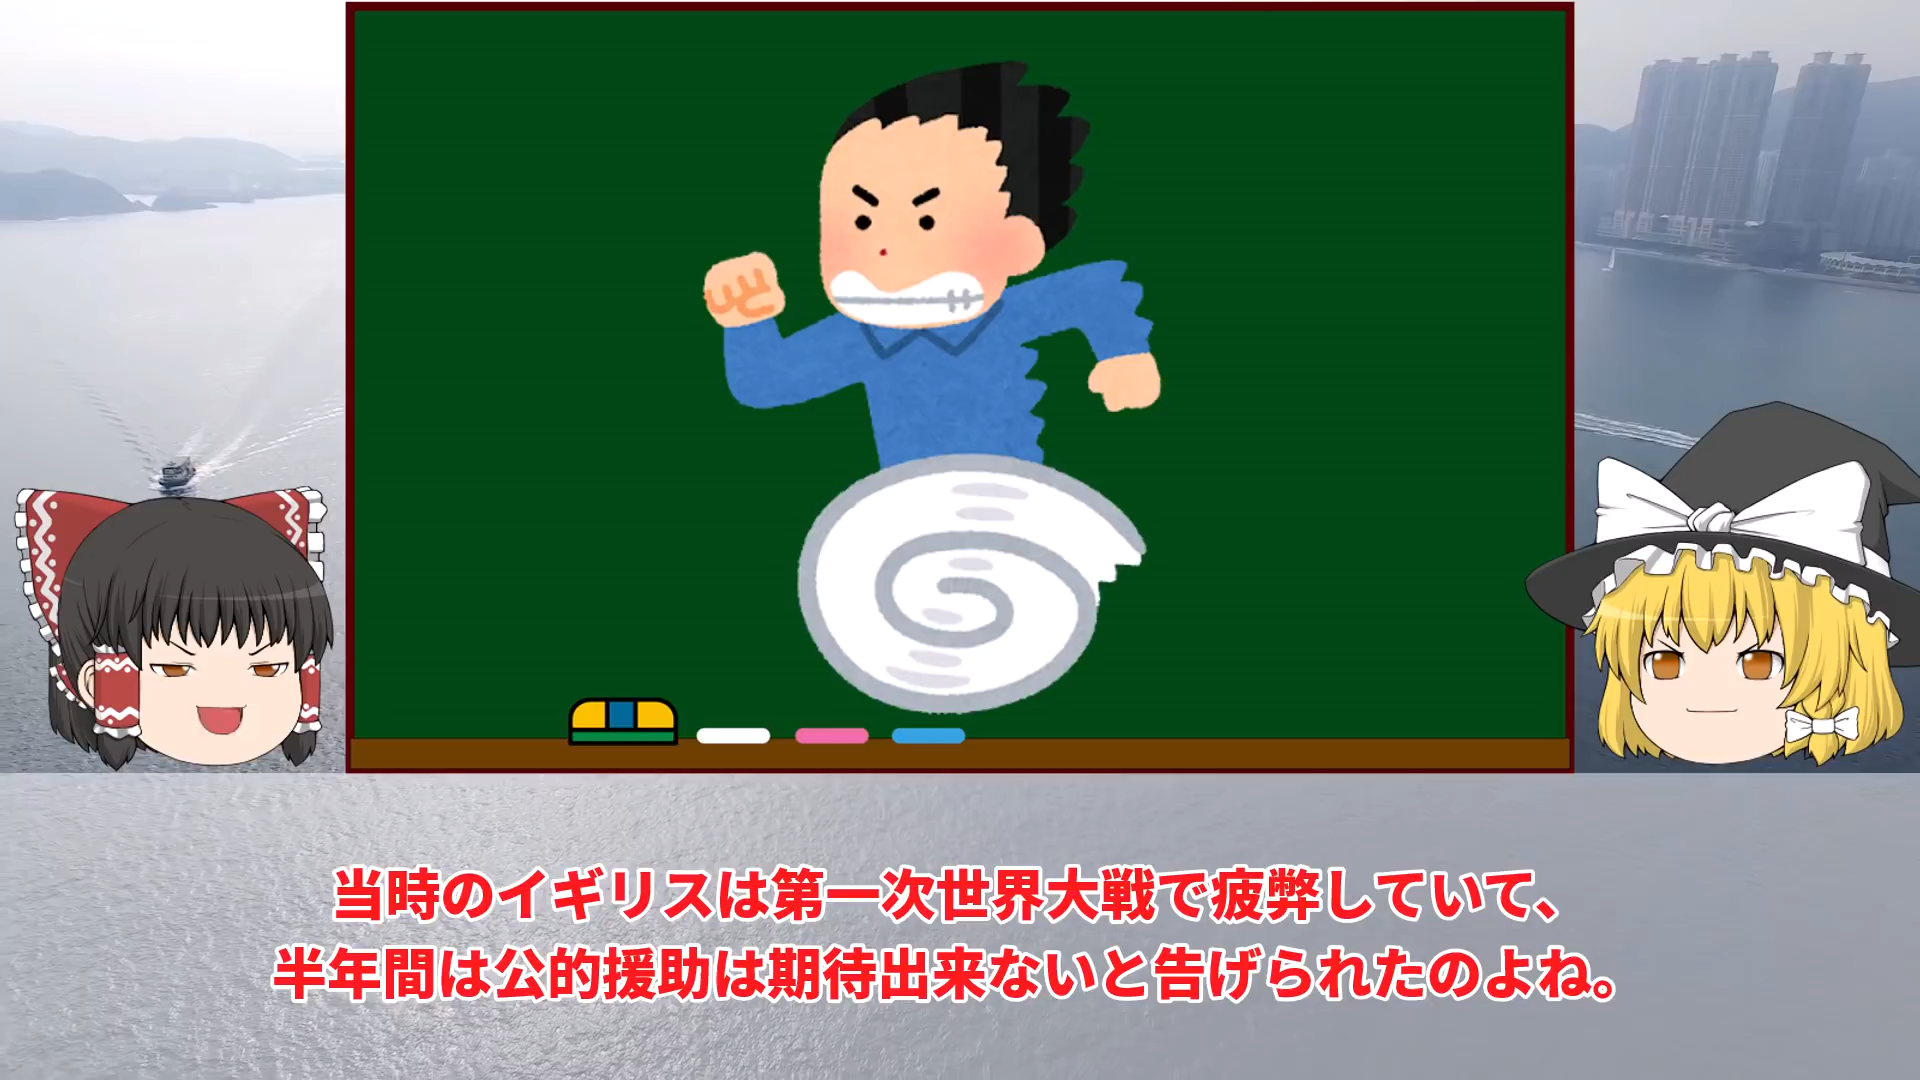 当時のイギリスは第一次世界大戦で疲弊していて、
半年間は公的援助は期待出来ないと告げられたのよね。